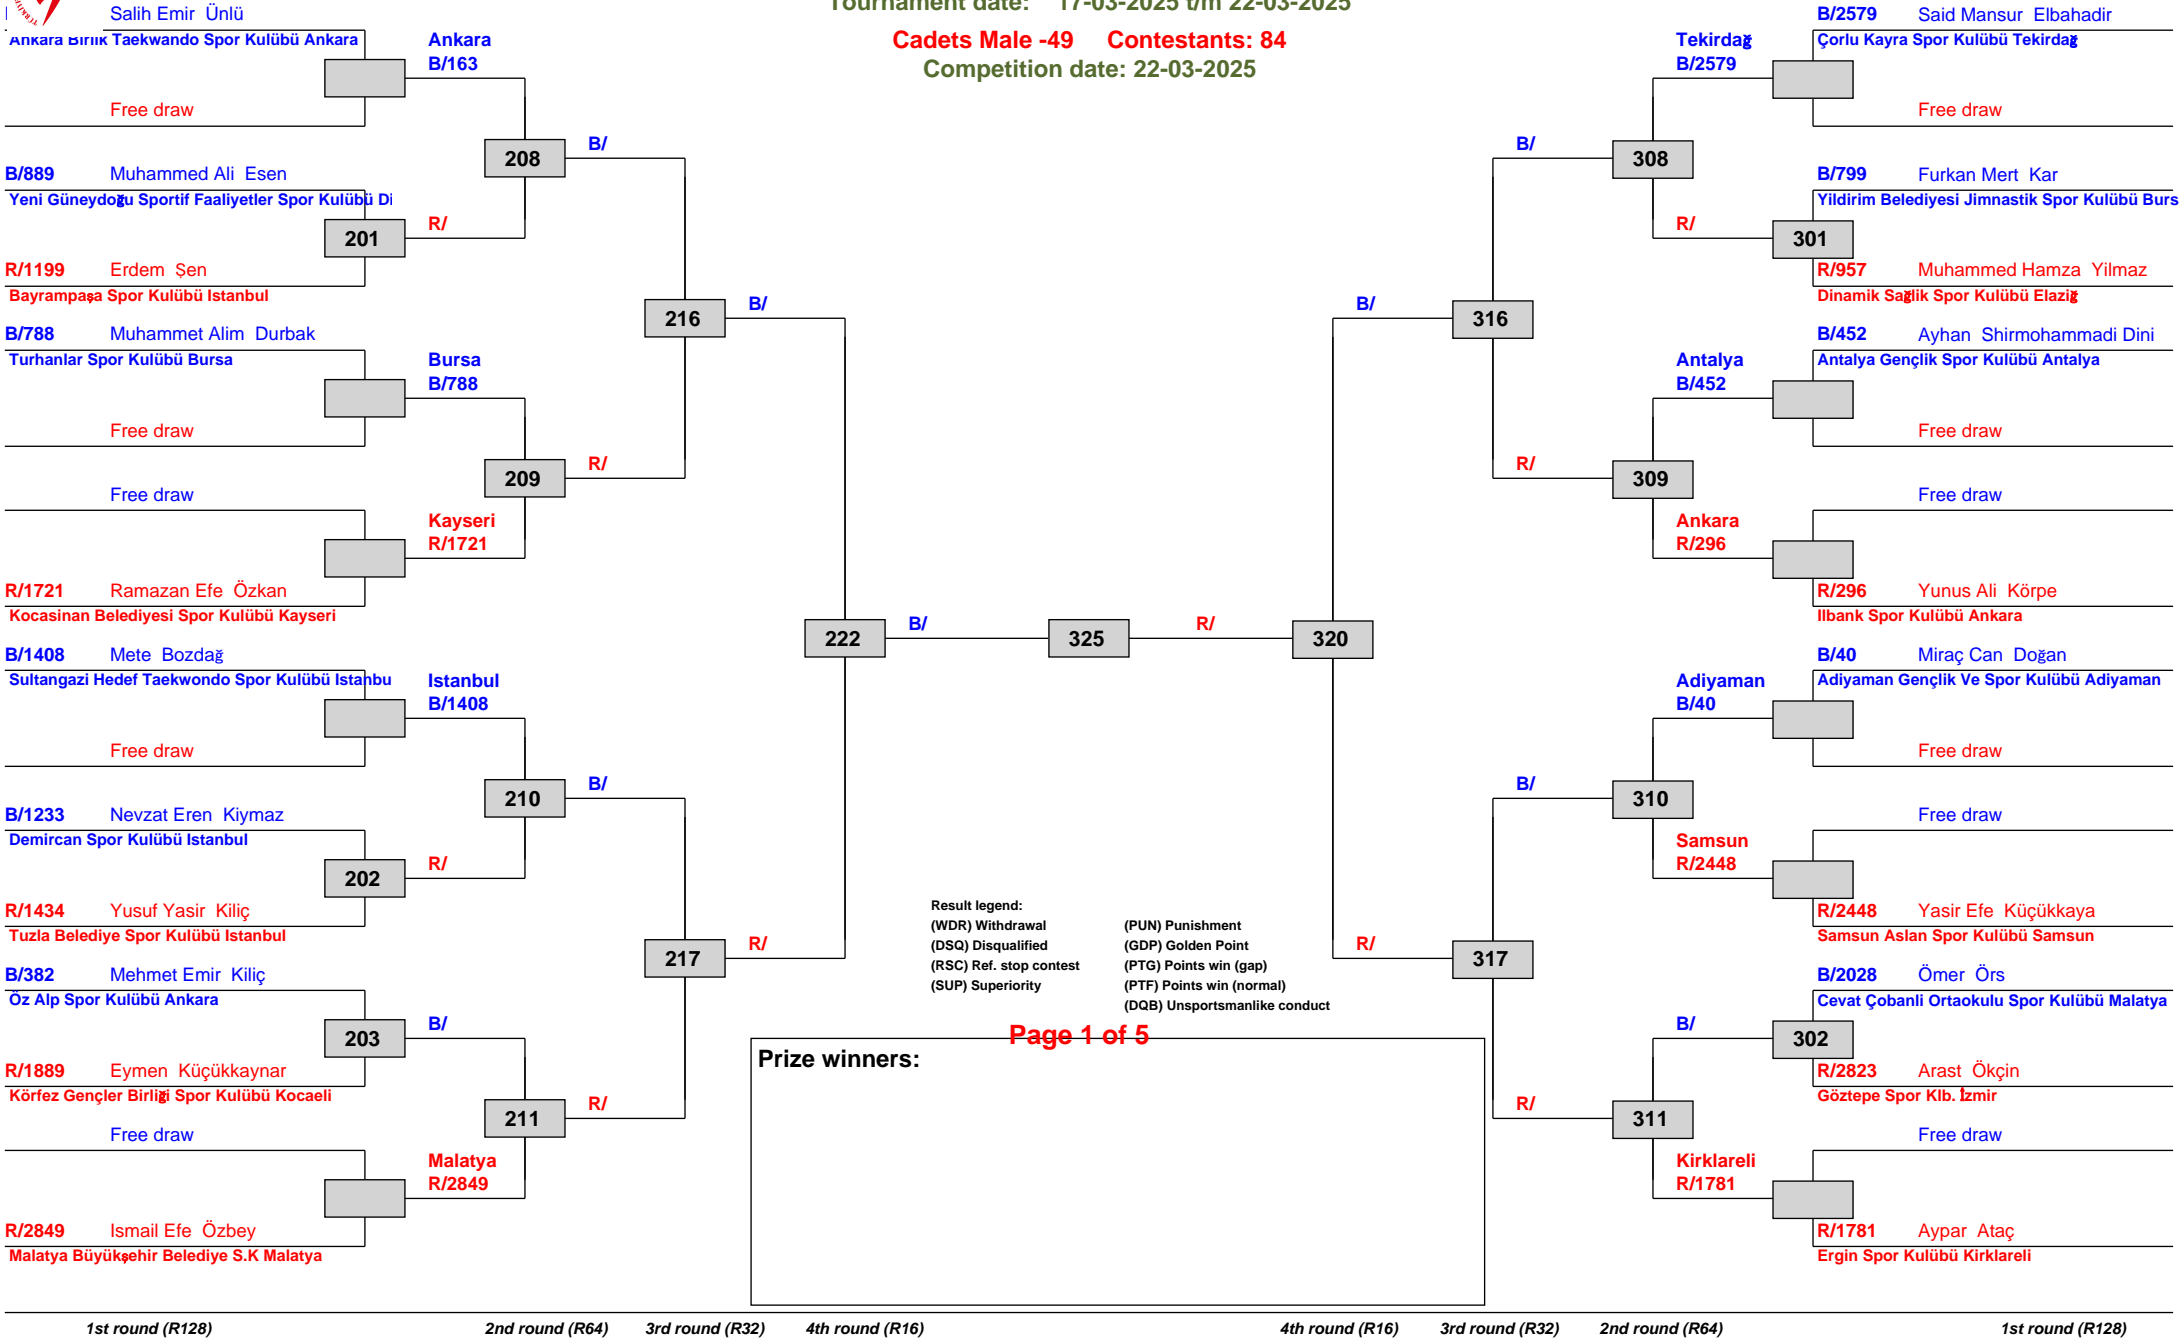 Tournament date: 17-03-2025 t/m 22-03-2025
Cadets Male -49 Contestants: 84
Competition date: 22-03-2025
Salih Emir Ünlü
Ankara Birlik Taekwando Spor Kulübü Ankara
Free draw
Ankara
B/163
B/889 Muhammed Ali Esen
Yeni Güneydoğu Sportif Faaliyetler Spor Kulübü Di
201
R/
R/1199 Erdem Şen
Bayrampaşa Spor Kulübü Istanbul
208
B/
B/788 Muhammet Alim Durbak
Turhanlar Spor Kulübü Bursa
Free draw
Bursa
B/788
Free draw
Kayseri
R/1721
R/1721 Ramazan Efe Özkan
Kocasinan Belediyesi Spor Kulübü Kayseri
209
R/
216
B/
B/1408 Mete Bozdağ
Sultangazi Hedef Taekwondo Spor Kulübü Istanbu
Free draw
Istanbul
B/1408
B/1233 Nevzat Eren Kiymaz
Demircan Spor Kulübü Istanbul
202
R/
R/1434 Yusuf Yasir Kiliç
Tuzla Belediye Spor Kulübü Istanbul
210
B/
B/382 Mehmet Emir Kiliç
Öz Alp Spor Kulübü Ankara
203
B/
R/1889 Eymen Küçükkaynar
Körfez Gençler Birliği Spor Kulübü Kocaeli
211
R/
Free draw
Malatya
R/2849
R/2849 Ismail Efe Özbey
Malatya Büyükşehir Belediye S.K Malatya
217
R/
222
B/
325
R/
320
B/
316
B/
308
Tekirdağ
B/2579
B/2579 Said Mansur Elbahadir
Çorlu Kayra Spor Kulübü Tekirdağ
Free draw
B/799 Furkan Mert Kar
Yildirim Belediyesi Jimnastik Spor Kulübü Burs
R/
301
R/957 Muhammed Hamza Yilmaz
Dinamik Sağlik Spor Kulübü Elaziğ
B/452 Ayhan Shirmohammadi Dini
Antalya Gençlik Spor Kulübü Antalya
Antalya
B/452
Free draw
R/
309
Free draw
Ankara
R/296
R/296 Yunus Ali Körpe
Ilbank Spor Kulübü Ankara
B/40 Miraç Can Doğan
Adiyaman Gençlik Ve Spor Kulübü Adiyaman
Adiyaman
B/40
Free draw
B/
310
Free draw
Samsun
R/2448
R/2448 Yasir Efe Küçükkaya
Samsun Aslan Spor Kulübü Samsun
R/
317
B/2028 Ömer Örs
Cevat Çobanli Ortaokulu Spor Kulübü Malatya
B/
302
R/2823 Arast Ökçin
Göztepe Spor Klb. İzmir
R/
311
Free draw
Kirklareli
R/1781
R/1781 Aypar Ataç
Ergin Spor Kulübü Kirklareli
Result legend:
(WDR) Withdrawal (PUN) Punishment
(DSQ) Disqualified (GDP) Golden Point
(RSC) Ref. stop contest (PTG) Points win (gap)
(SUP) Superiority (PTF) Points win (normal)
(DQB) Unsportsmanlike conduct
Page 1 of 5
Prize winners:
1st round (R128) 2nd round (R64) 3rd round (R32) 4th round (R16) 4th round (R16) 3rd round (R32) 2nd round (R64) 1st round (R128)